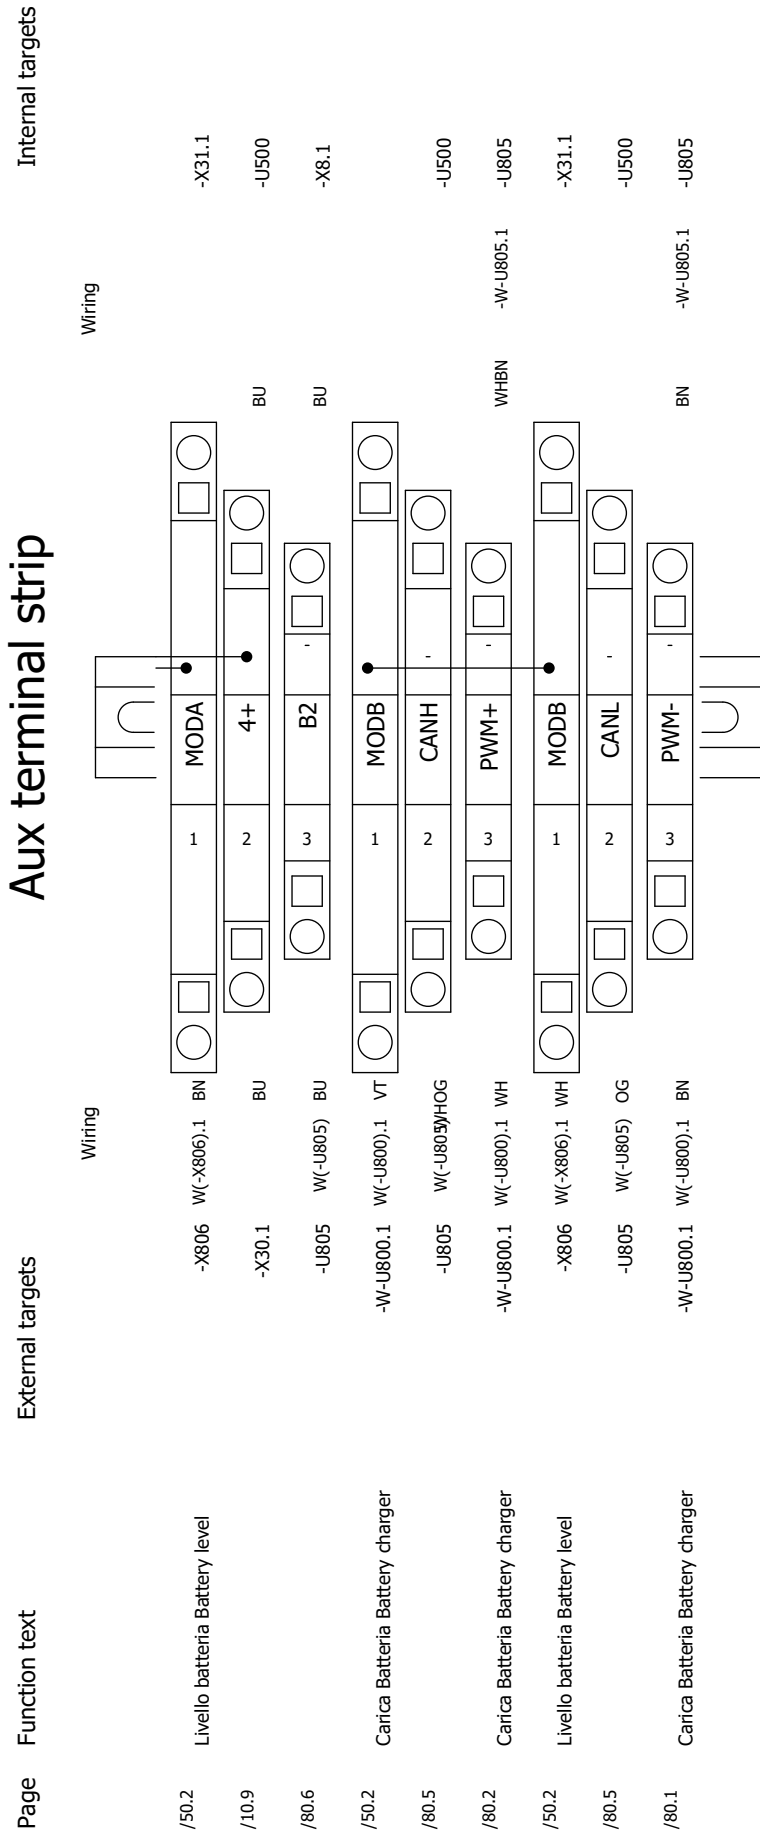 Page Function text External targets Aux terminal strip Internal targets
Wiring Wiring
/50.2 Livello batteria Battery level -X806 W(-X806).1 BN 1 MODA -X31.1
/10.9 -X30.1 BU 2 4+ BU -U500
/80.6 -U805 W(-U805) BU 3 B2 - BU -X8.1
/50.2 Carica Batteria Battery charger -W-U800.1 W(-U800).1 VT 1 MODB
/80.5 -U805 W(-U805) WHOG 2 CANH - -U500
/80.2 Carica Batteria Battery charger -W-U800.1 W(-U800).1 WH 3 PWM+ - WHBN -W-U805.1 -U805
/50.2 Livello batteria Battery level -X806 W(-X806).1 WH 1 MODB -X31.1
/80.5 -U805 W(-U805) OG 2 CANL - -U500
/80.1 Carica Batteria Battery charger -W-U800.1 W(-U800).1 BN 3 PWM- - BN -W-U805.1 -U805